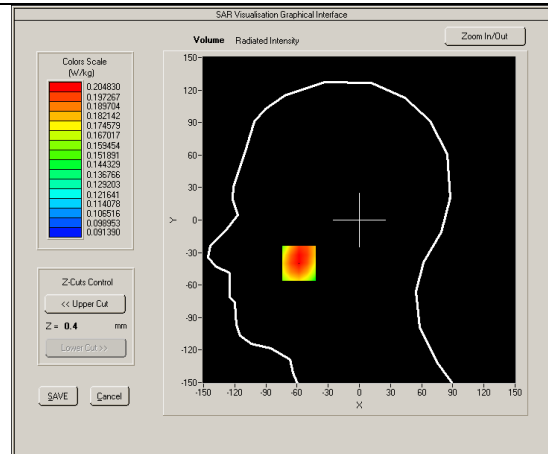 SAR Visualisation Graphical Interface
Volume Radiated Intensity
Zoom In/Out
Colors Scale
(W/kg)
0.204830
0.197267
0.189704
0.182142
0.174579
0.167017
0.159454
0.151891
0.144329
0.136766
0.129203
0.121641
0.114078
0.106516
0.098953
0.091390
Z-Cuts Control
<< Upper Cut
Z = 0.4 mm
Lower Cut >>
SAVE Cancel
150-
120-
90-
60-
30-
Y 0-
-30-
-60-
-90-
-120-
-150-
-150 -120 -90 -60 -30 0 30 60 90 120 150
X